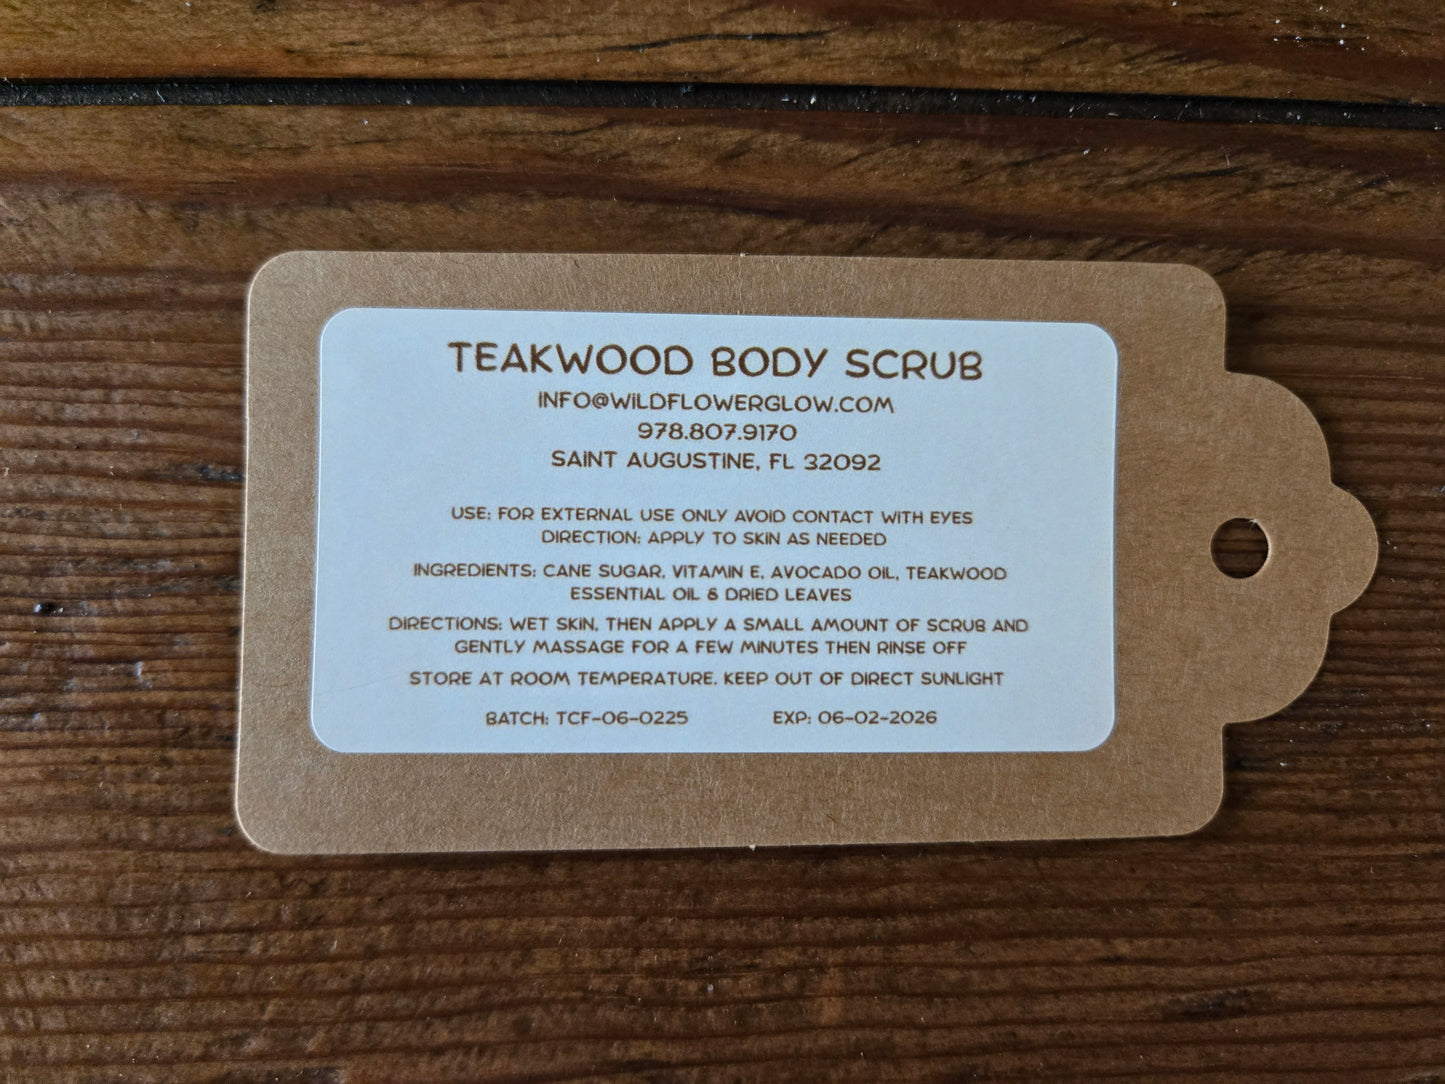 TEAKWOOD BODY SCRUB
INFO@WILDFLOWERGLOW.COM
978.807.9170
SAINT AUGUSTINE, FL 32092
USE: FOR EXTERNAL USE ONLY AVOID CONTACT WITH EYES
DIRECTION: APPLY TO SKIN AS NEEDED
INGREDIENTS: CANE SUGAR, VITAMIN E, AVOCADO OIL, TEAKWOOD
ESSENTIAL OIL & DRIED LEAVES
DIRECTIONS: WET SKIN, THEN APPLY A SMALL AMOUNT OF SCRUB AND
GENTLY MASSAGE FOR A FEW MINUTES THEN RINSE OFF
STORE AT ROOM TEMPERATURE. KEEP OUT OF DIRECT SUNLIGHT
BATCH: TCF-06-0225 EXP: 06-02-2026